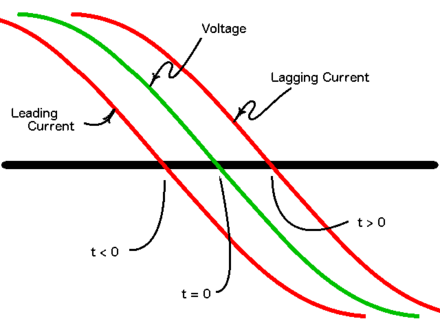 Voltage
Lagging Current
Leading
Current
t > 0
t < 0
t = 0